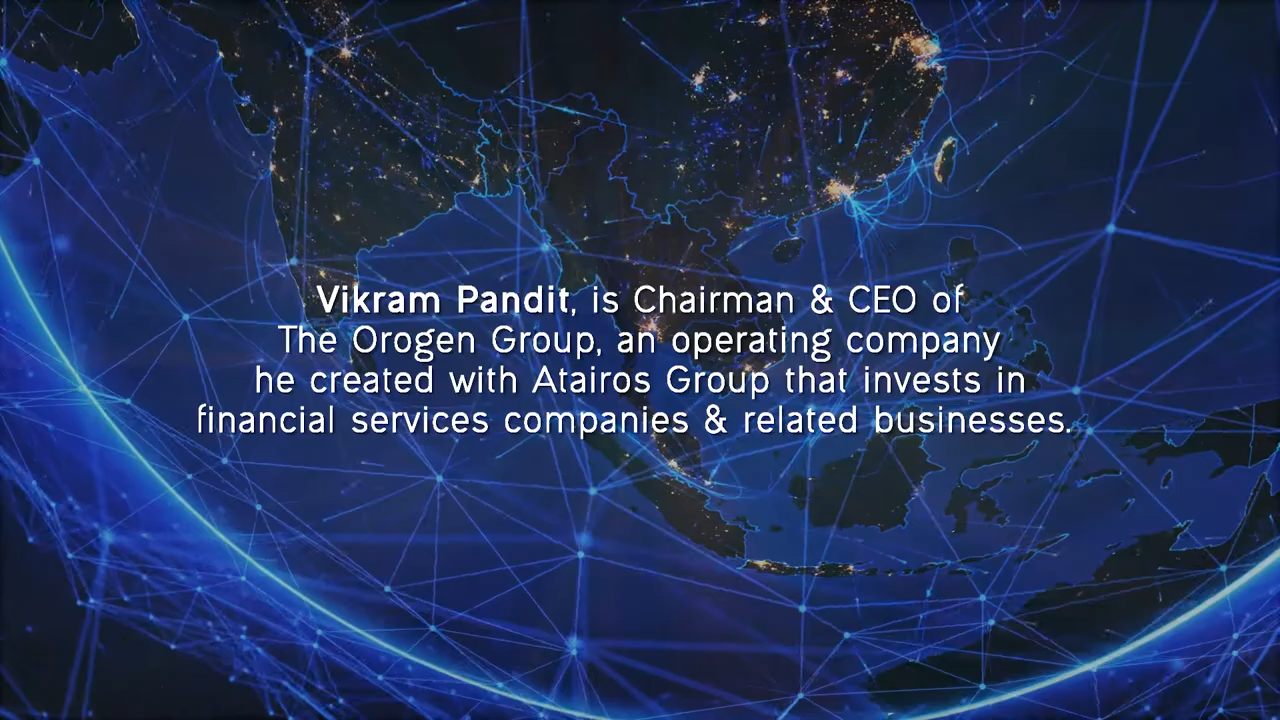 Vikram Pandit, is Chairman & CEO of
The Orogen Group, an operating company
he created with Atairos Group that invests in
financial services companies & related businesses.